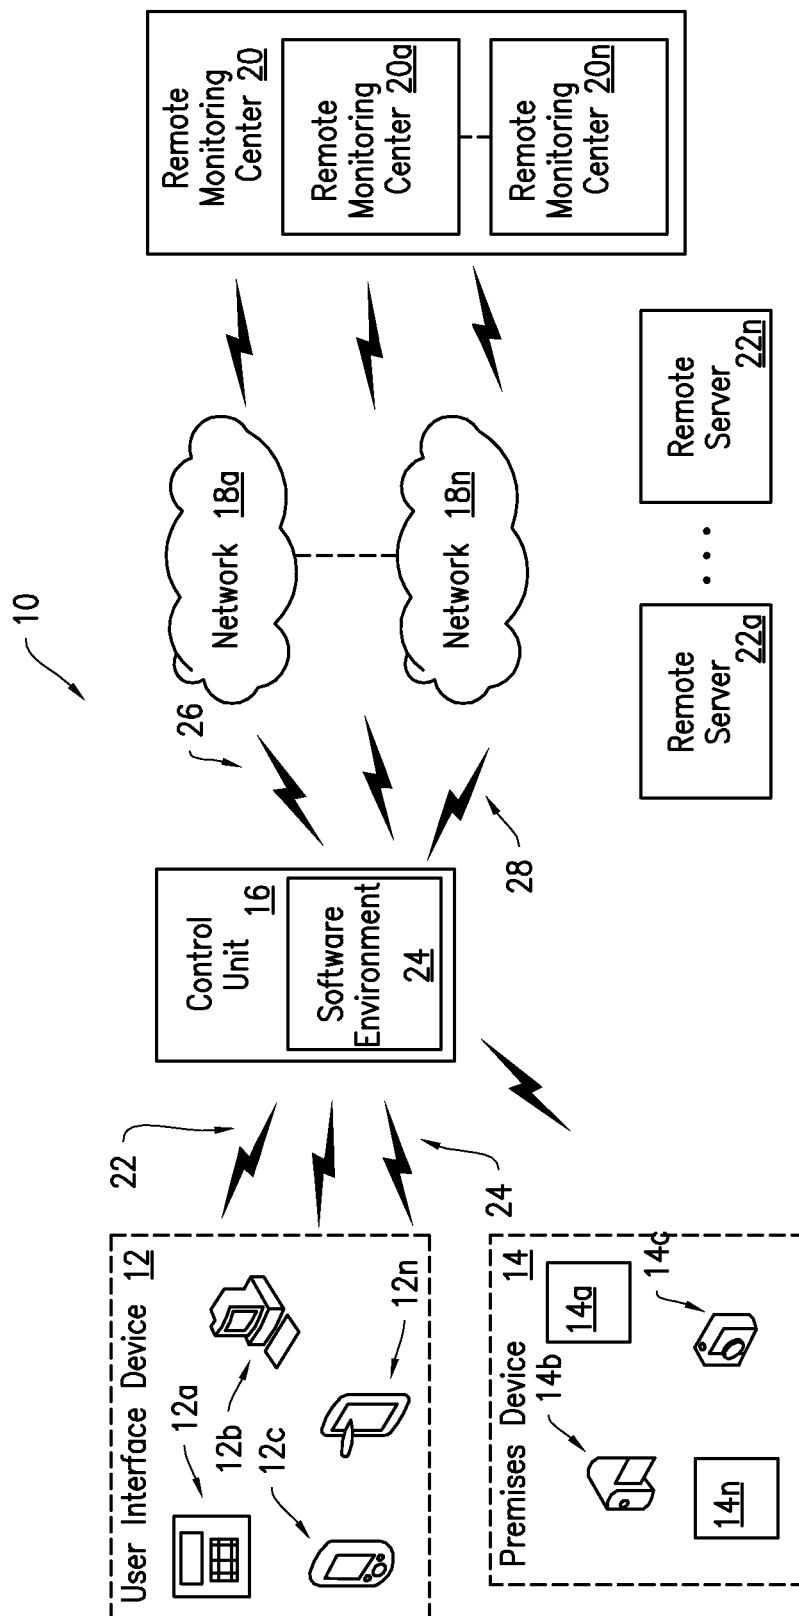 10
User Interface Device 12
12a
12b
12c
12n
Premises Device 14
14a
14b
14c
14n
22
24
Control
Unit 16
Software
Environment
24
26
28
Network 18a
Network 18n
Remote
Monitoring
Center 20
Remote
Monitoring
Center 20a
Remote
Monitoring
Center 20n
Remote
Server
22a
...
Remote
Server
22n